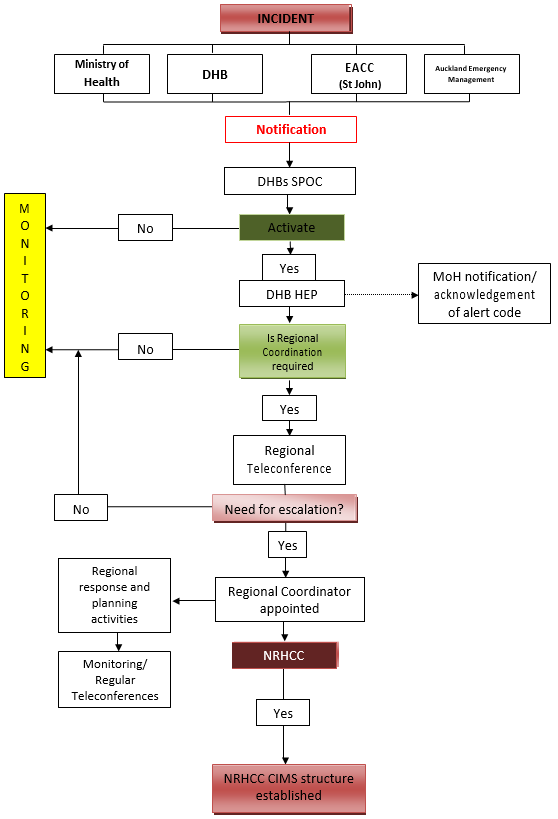 INCIDENT
Ministry of
Health
DHB
EACC
(St John)
Auckland Emergency
Management
Notification
DHBs SPOC
M
O
N
I
T
O
R
I
N
G
No
Activate
Yes
DHB HEP
MoH notification/
acknowledgement
of alert code
No
Is Regional
Coordination
required
Yes
Regional
Teleconference
No
Need for escalation?
Yes
Regional
response and
planning
activities
Regional Coordinator
appointed
Monitoring/
Regular
Teleconferences
NRHCC
Yes
NRHCC CIMS structure
established